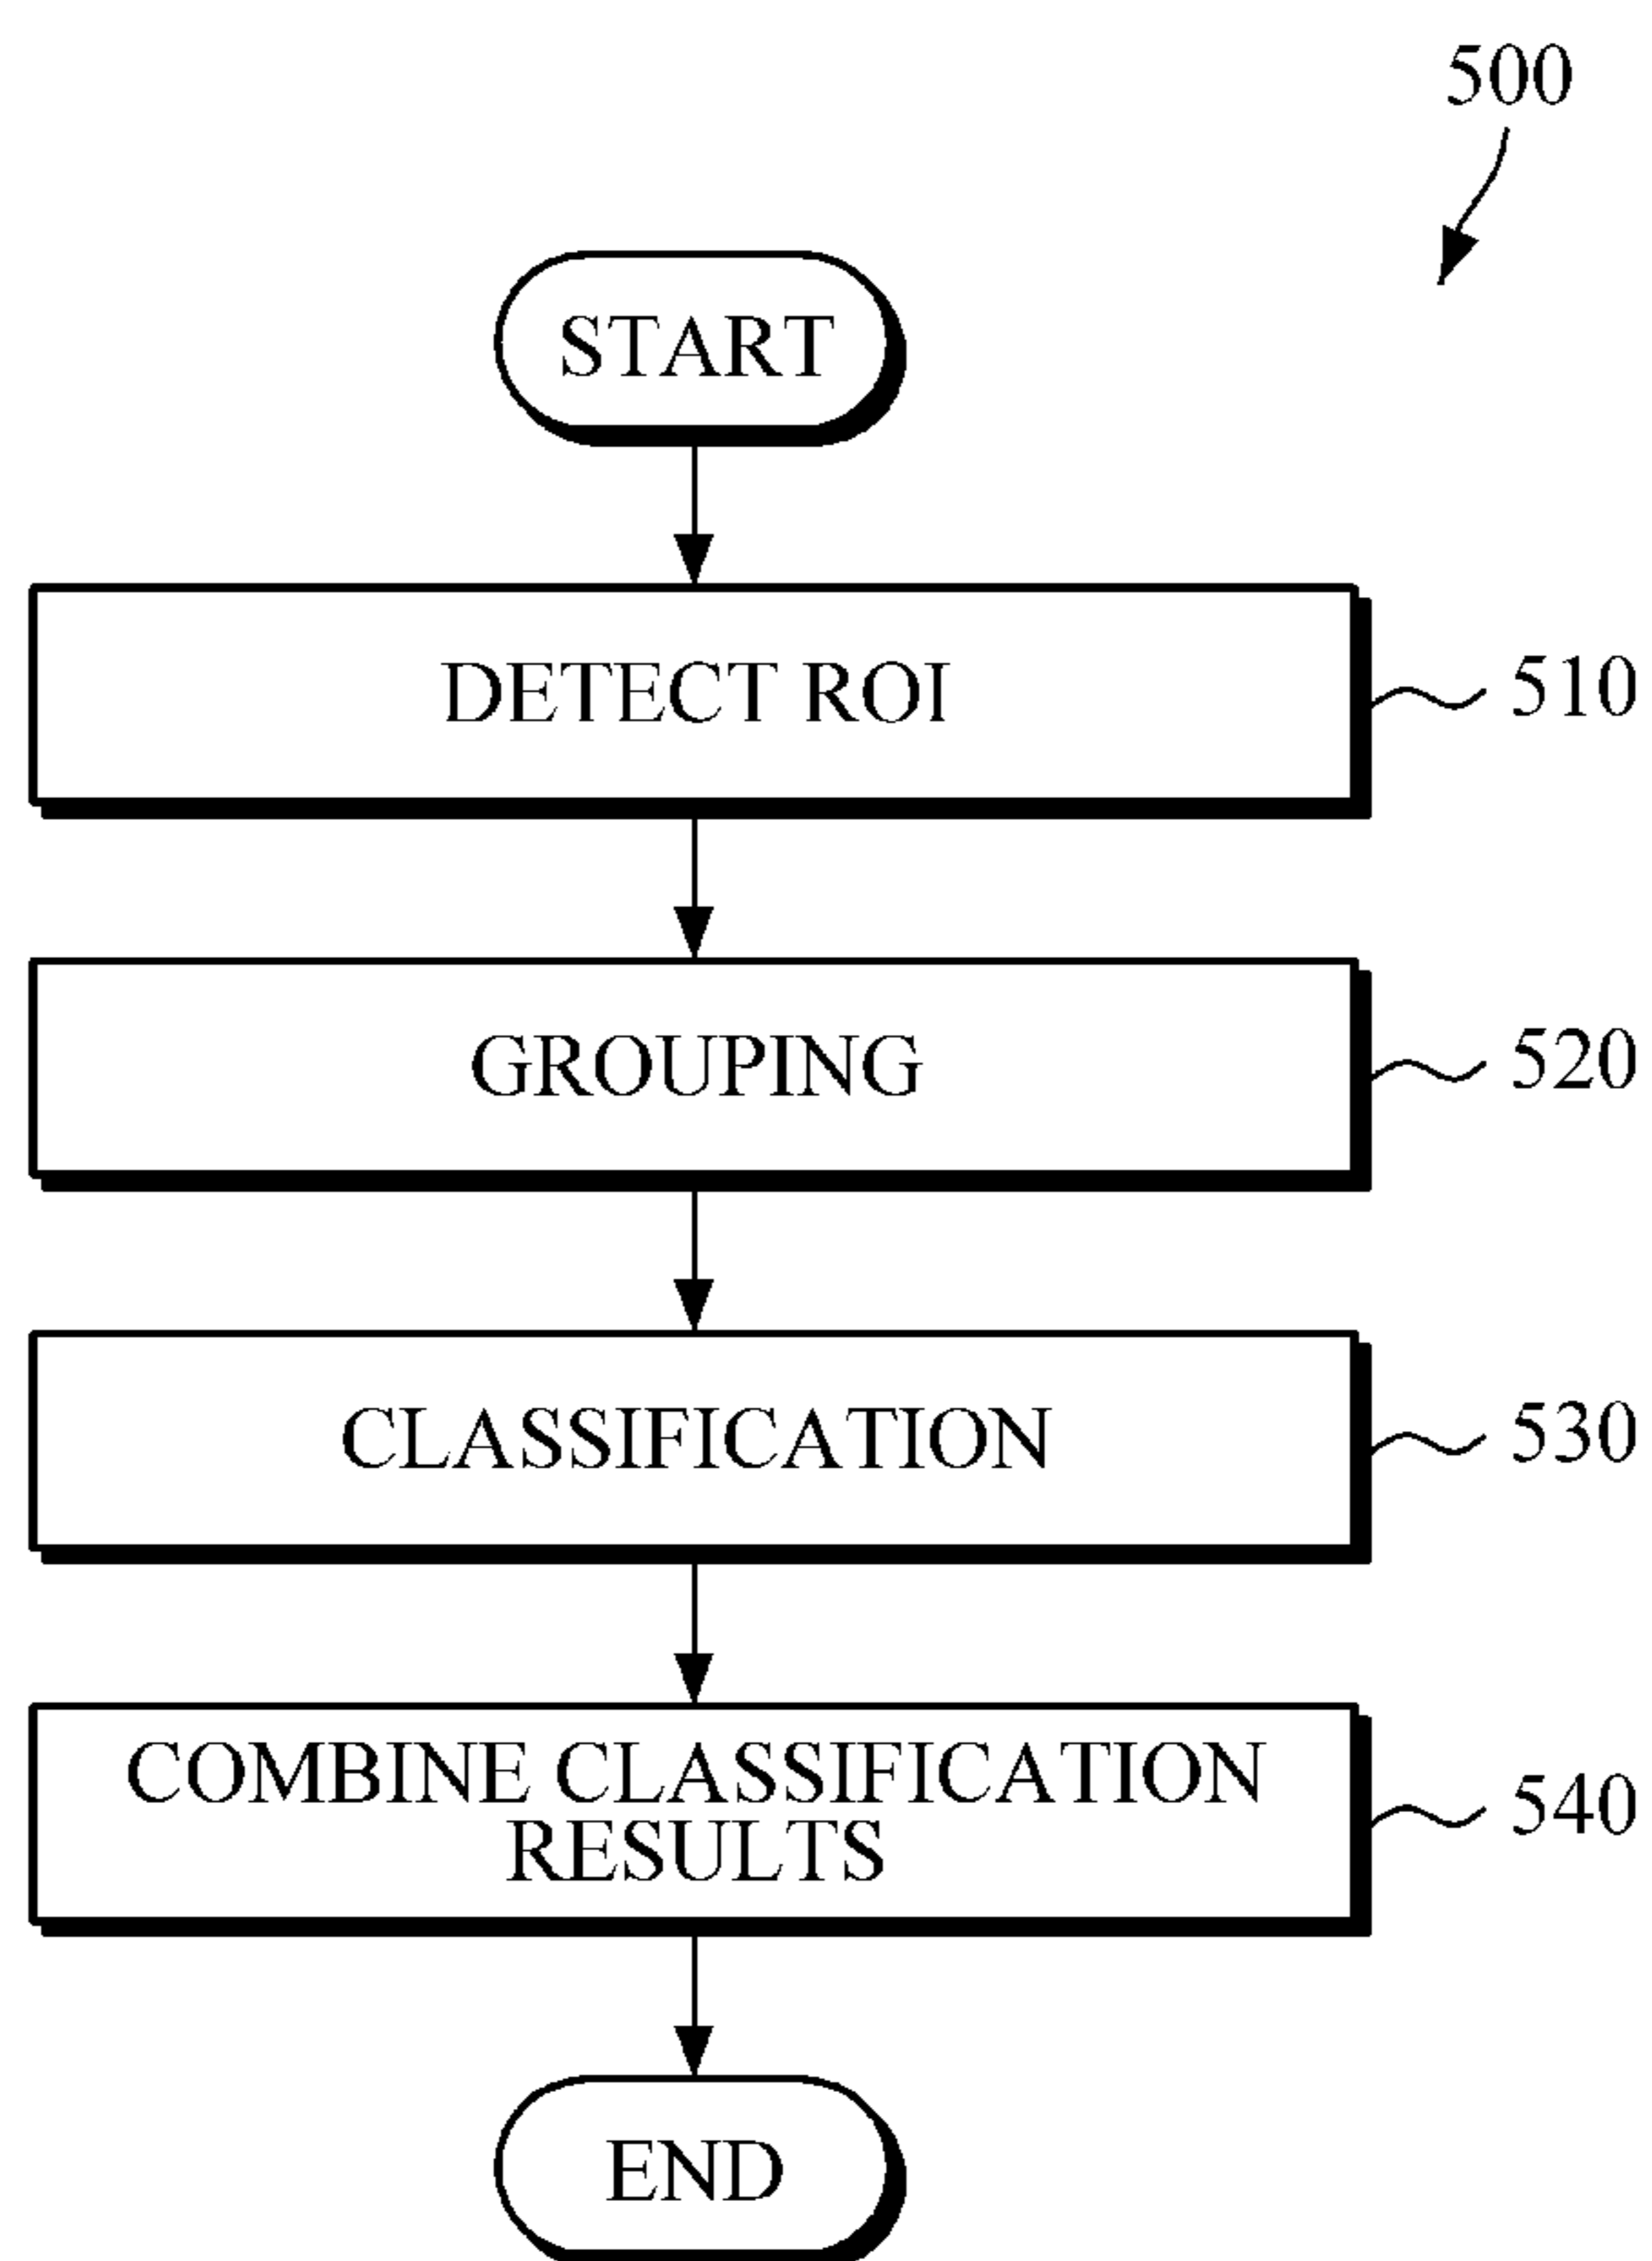 500
START
DETECT ROI
510
GROUPING
520
CLASSIFICATION
530
COMBINE CLASSIFICATION
RESULTS
540
END